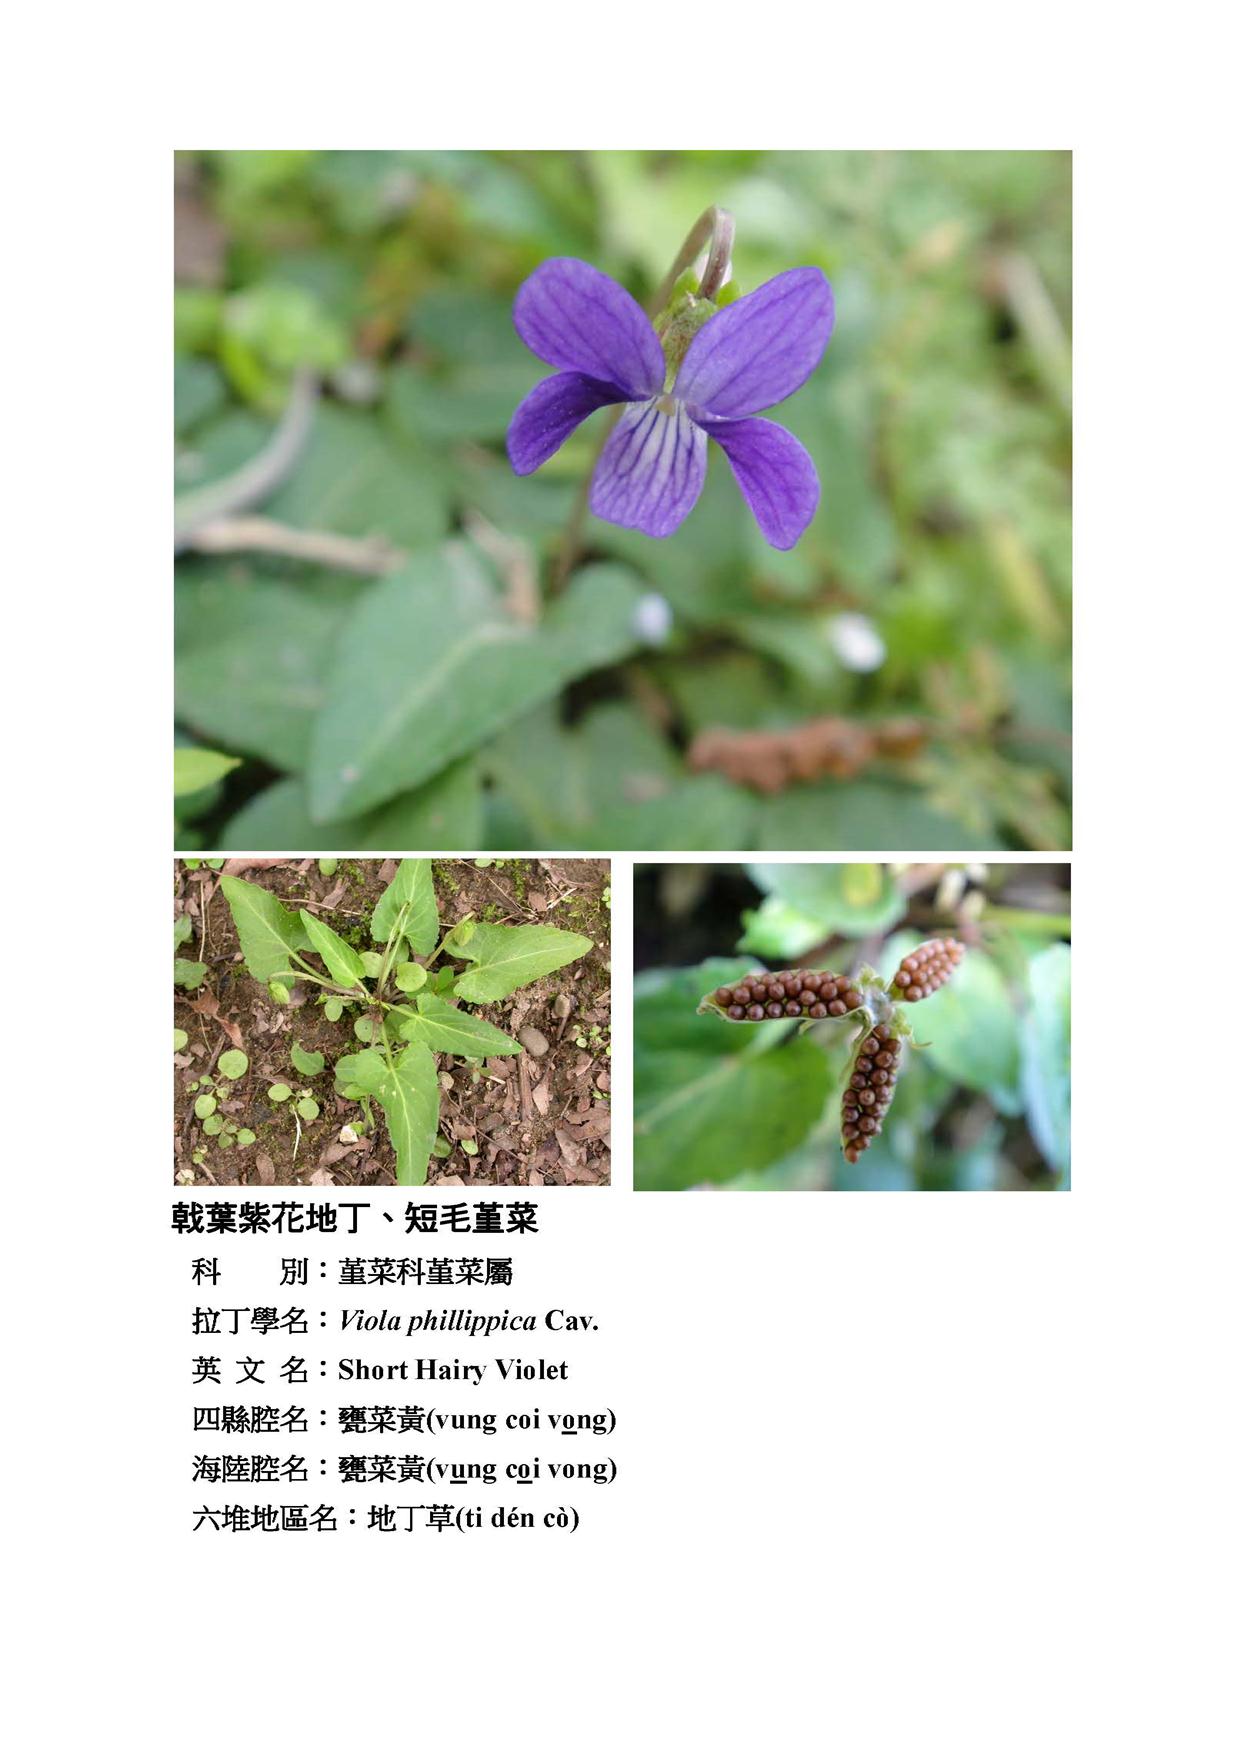 戟葉紫花地丁、短毛堇菜
科　　別：堇菜科堇菜屬
拉丁學名：Viola phillippica Cav.
英 文 名：Short Hairy Violet
四縣腔名：甕菜黃(vung coi vong)
海陸腔名：甕菜黃(vung coi vong)
六堆地區名：地丁草(ti dén cò)